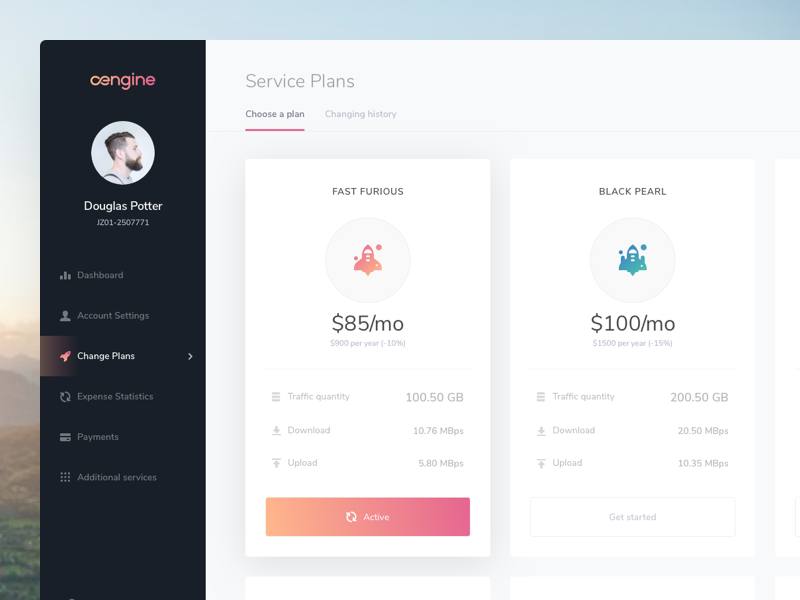 œngine
Douglas Potter
JZ01-2507771
Dashboard
Account Settings
Change Plans
Expense Statistics
Payments
Additional services
Service Plans
Choose a plan
Changing history
FAST FURIOUS
$85/mo
$900 per year (-10%)
Traffic quantity 100.50 GB
Download 10.76 MBps
Upload 5.80 MBps
Active
BLACK PEARL
$100/mo
$1500 per year (-15%)
Traffic quantity 200.50 GB
Download 20.50 MBps
Upload 10.35 MBps
Get started